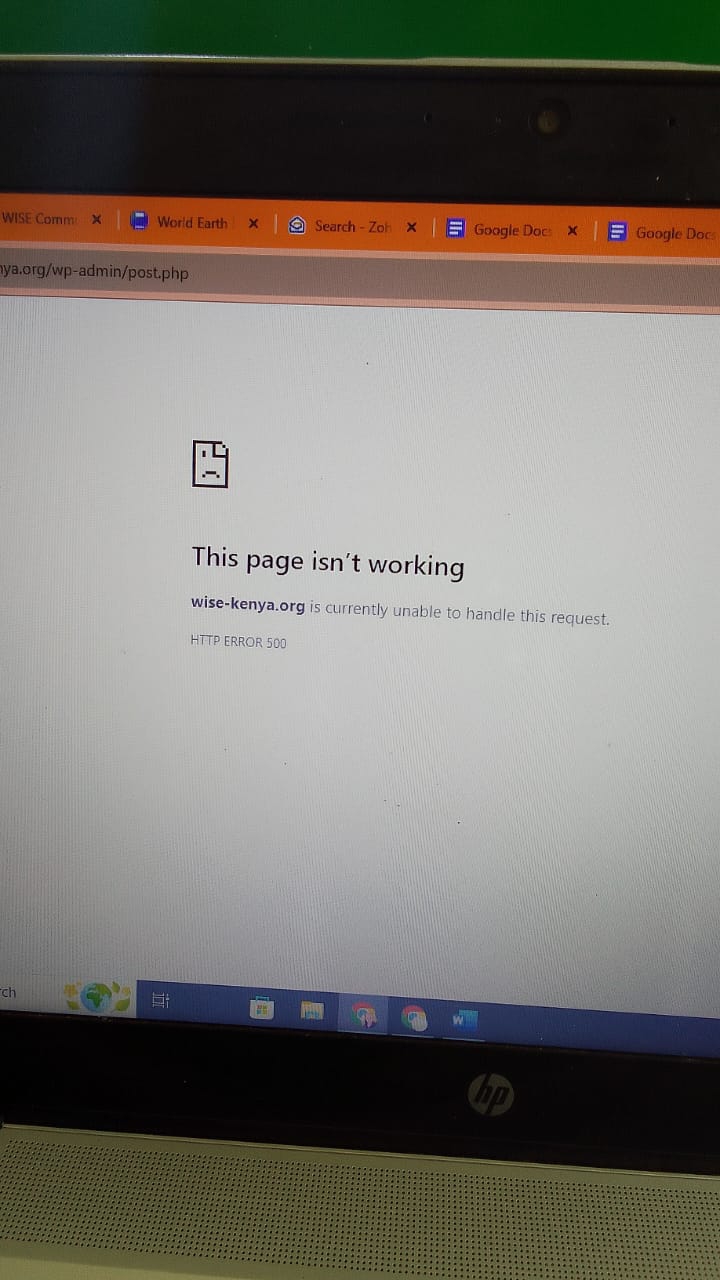 WISE Comm
World Earth
Search - Zoh
Google Docs
Google Docs
nya.org/wp-admin/post.php
This page isn't working
wise-kenya.org is currently unable to handle this request.
HTTP ERROR 500
rch
W
hp